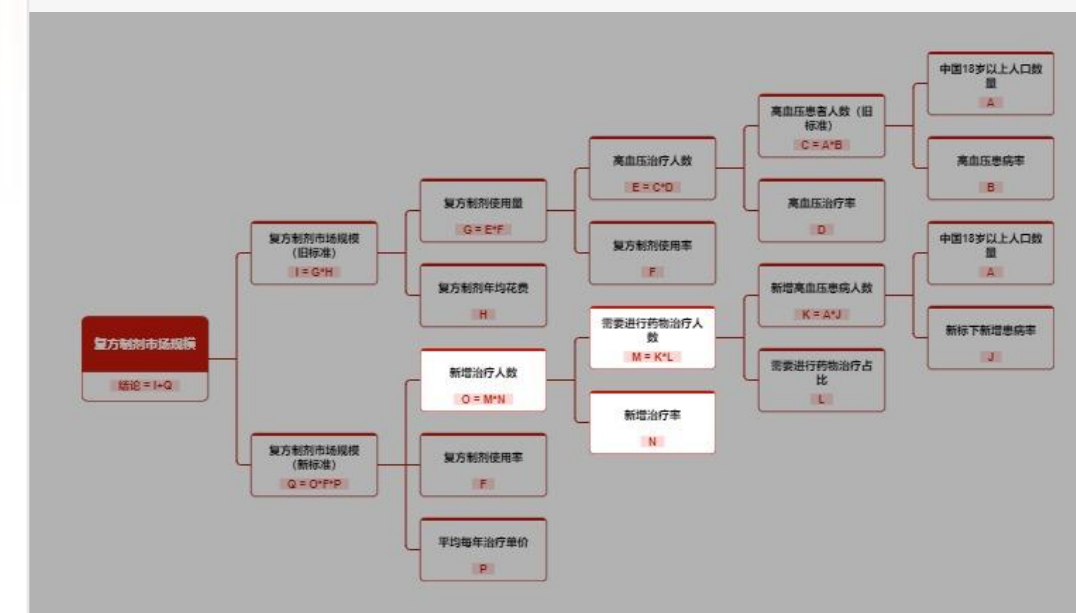 中国18岁以上人口数
量
A
高血压患者人数（旧
标准）
C = A*B
高血压治疗人数
E = C*D
高血压患病率
B
复方制剂使用量
G = E*F
高血压治疗率
D
复方制剂市场规模
（旧标准）
I = G*H
复方制剂使用率
F
中国18岁以上人口数
量
A
复方制剂年均花费
H
新增高血压患病人数
K = A*J
需要进行药物治疗人
数
M = K*L
新标下新增患病率
J
复方制剂市场规模
结论 = I+Q
新增治疗人数
O = M*N
需要进行药物治疗占
比
L
新增治疗率
N
复方制剂市场规模
（新标准）
Q = O*F*P
复方制剂使用率
F
平均每年治疗单价
P